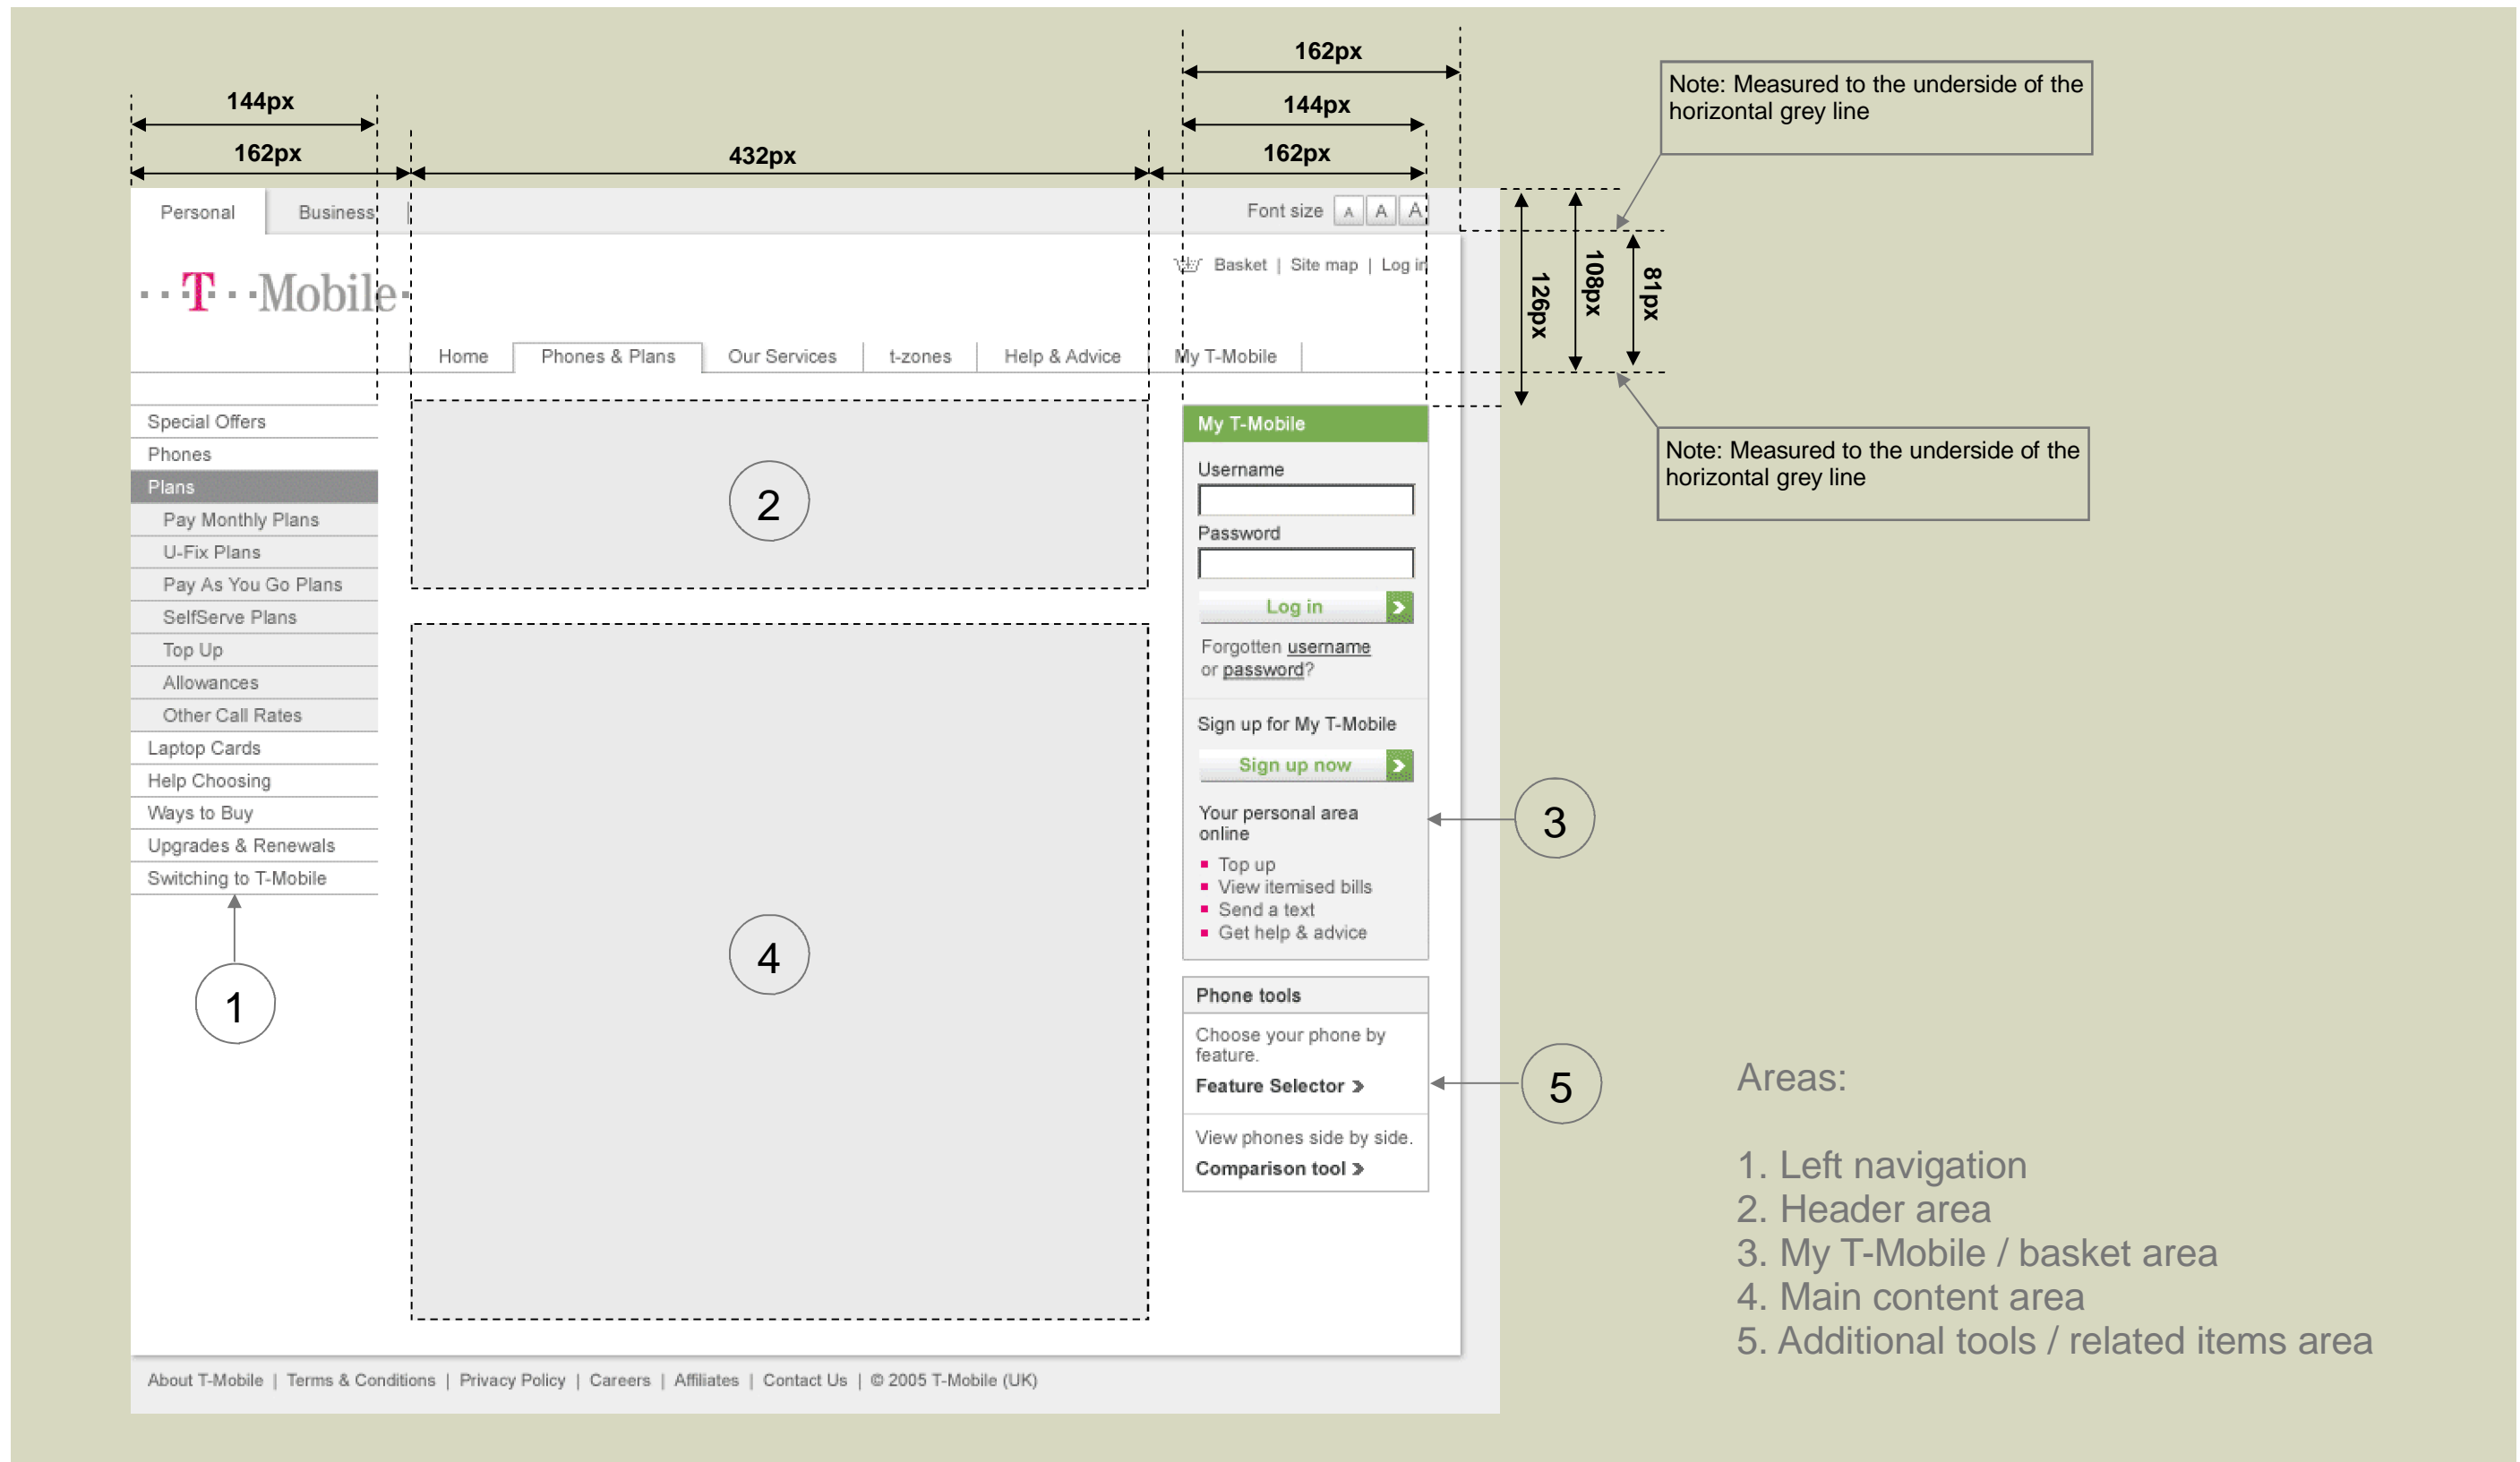 162px
144px
144px
162px
432px
162px
Note: Measured to the underside of the
horizontal grey line
Personal
Business
Font size A A A
Basket | Site map | Log in
T Mobile
126px
108px
81px
Home
Phones & Plans
Our Services
t-zones
Help & Advice
My T-Mobile
Note: Measured to the underside of the
horizontal grey line
Special Offers
Phones
Plans
Pay Monthly Plans
U-Fix Plans
Pay As You Go Plans
SelfServe Plans
Top Up
Allowances
Other Call Rates
Laptop Cards
Help Choosing
Ways to Buy
Upgrades & Renewals
Switching to T-Mobile
1
2
4
My T-Mobile
Username
Password
Log in
Forgotten username
or password?
Sign up for My T-Mobile
Sign up now
Your personal area
online
Top up
View itemised bills
Send a text
Get help & advice
3
Phone tools
Choose your phone by
feature.
Feature Selector
View phones side by side.
Comparison tool
5
Areas:
1. Left navigation
2. Header area
3. My T-Mobile / basket area
4. Main content area
5. Additional tools / related items area
About T-Mobile | Terms & Conditions | Privacy Policy | Careers | Affiliates | Contact Us | © 2005 T-Mobile (UK)